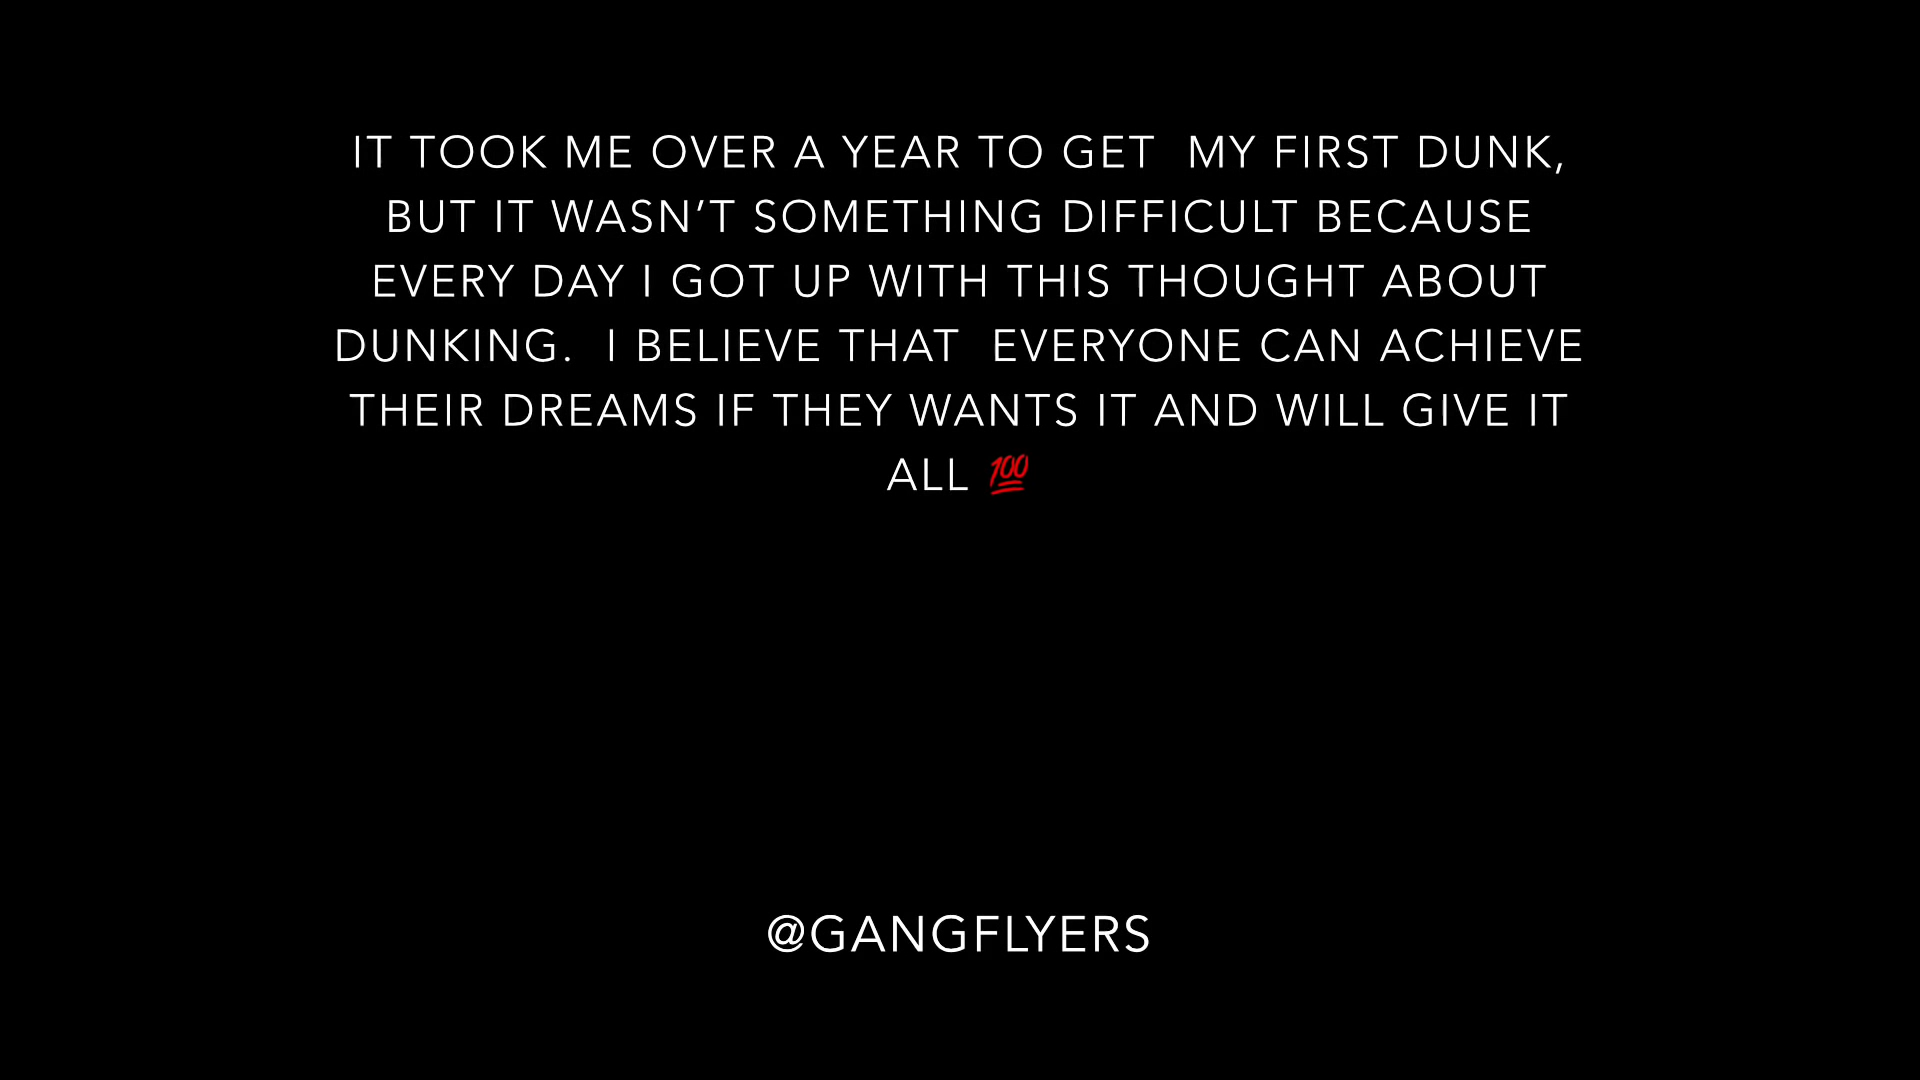 IT TOOK ME OVER A YEAR TO GET  MY FIRST DUNK,
BUT IT WASN’T SOMETHING DIFFICULT BECAUSE
EVERY DAY I GOT UP WITH THIS THOUGHT ABOUT
DUNKING.  I BELIEVE THAT  EVERYONE CAN ACHIEVE
THEIR DREAMS IF THEY WANTS IT AND WILL GIVE IT
ALL 💯
@GANGFLYERS